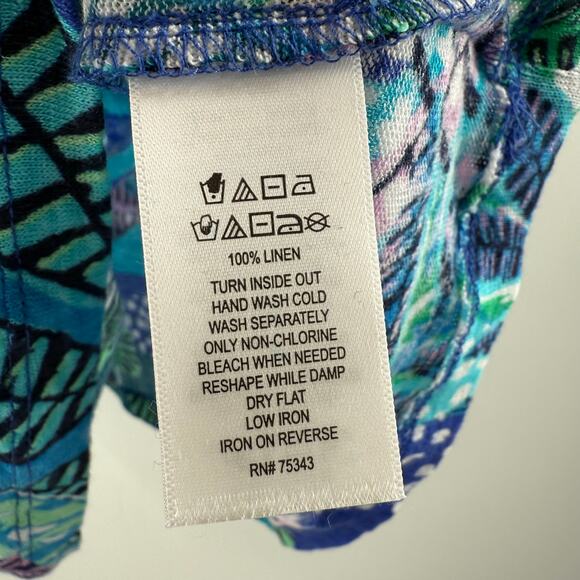 100% LINEN
TURN INSIDE OUT
HAND WASH COLD
WASH SEPARATELY
ONLY NON-CHLORINE
BLEACH WHEN NEEDED
RESHAPE WHILE DAMP
DRY FLAT
LOW IRON
IRON ON REVERSE
RN# 75343